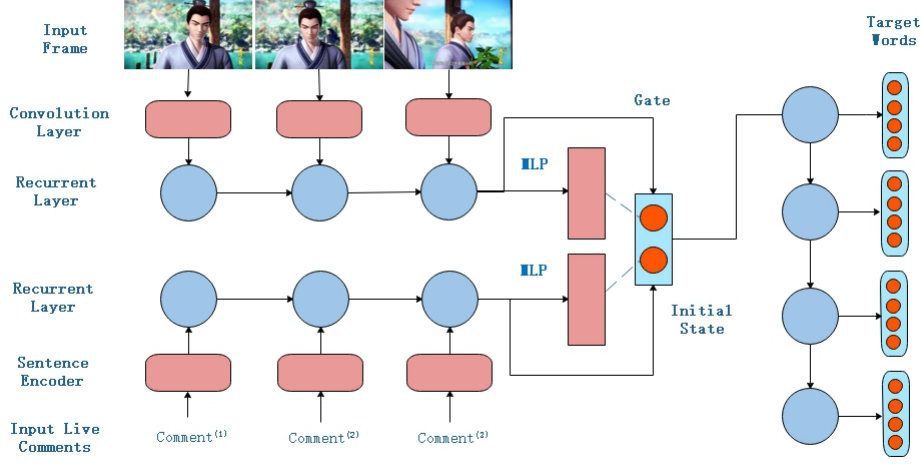 Input
Frame
Target
Words
Convolution
Layer
Gate
Recurrent
Layer
MLP
Recurrent
Layer
MLP
Initial
State
Sentence
Encoder
Input Live
Comments
Comment(1)
Comment(2)
Comment(2)